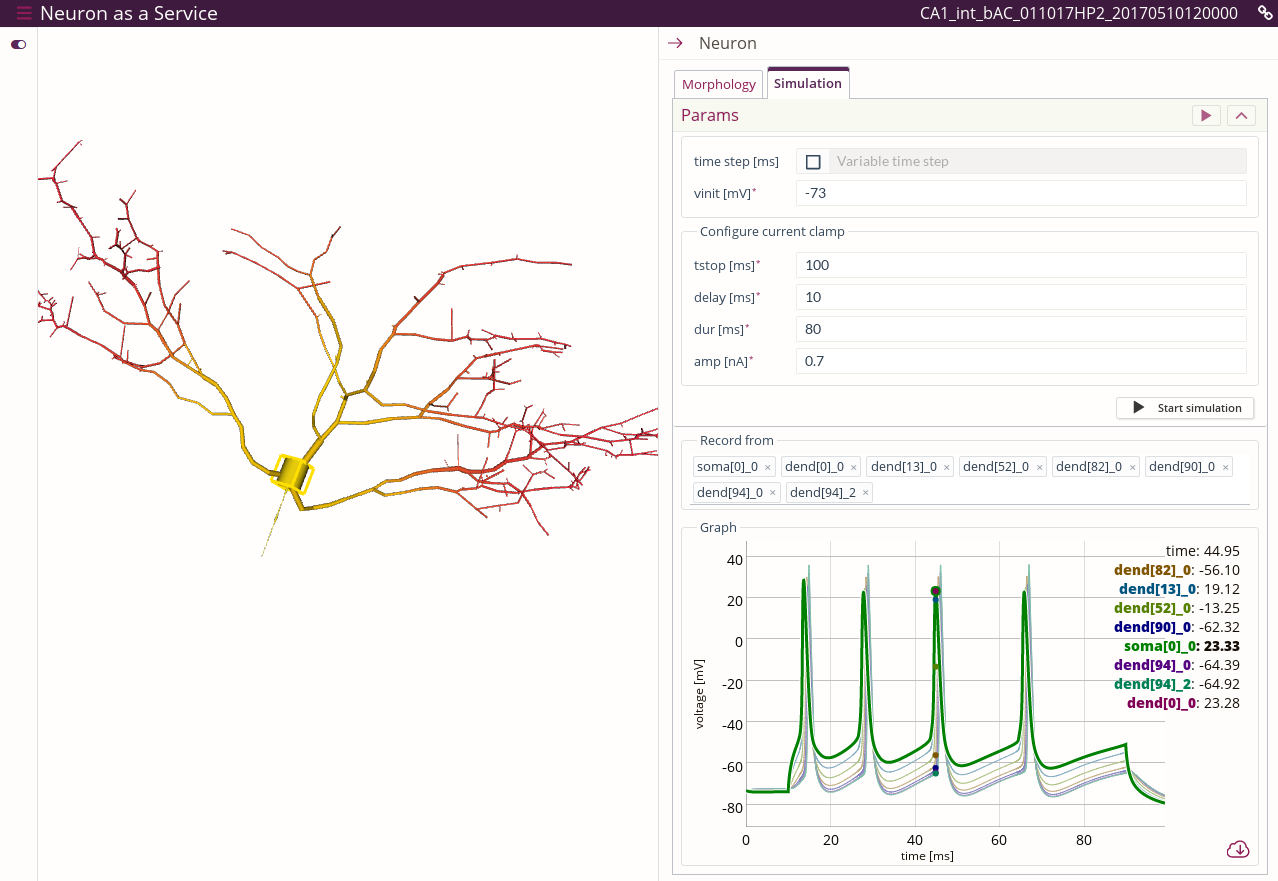 Neuron as a Service
CA1_int_bAC_011017HP2_20170510120000
Neuron
Morphology
Simulation
Params
time step [ms] Variable time step
vinit [mV]* -73
Configure current clamp
tstop [ms]* 100
delay [ms]* 10
dur [ms]* 80
amp [nA]* 0.7
Start simulation
Record from
soma[0]_0 × dend[0]_0 × dend[13]_0 × dend[52]_0 × dend[82]_0 × dend[90]_0 ×
dend[94]_0 × dend[94]_2 ×
Graph
time: 44.95
dend[82]_0: -56.10
dend[13]_0: 19.12
dend[52]_0: -13.25
dend[90]_0: -62.32
soma[0]_0: 23.33
dend[94]_0: -64.39
dend[94]_2: -64.92
dend[0]_0: 23.28
40
20
0
-20
-40
-60
-80
voltage [mV]
0 20 40 60 80
time [ms]